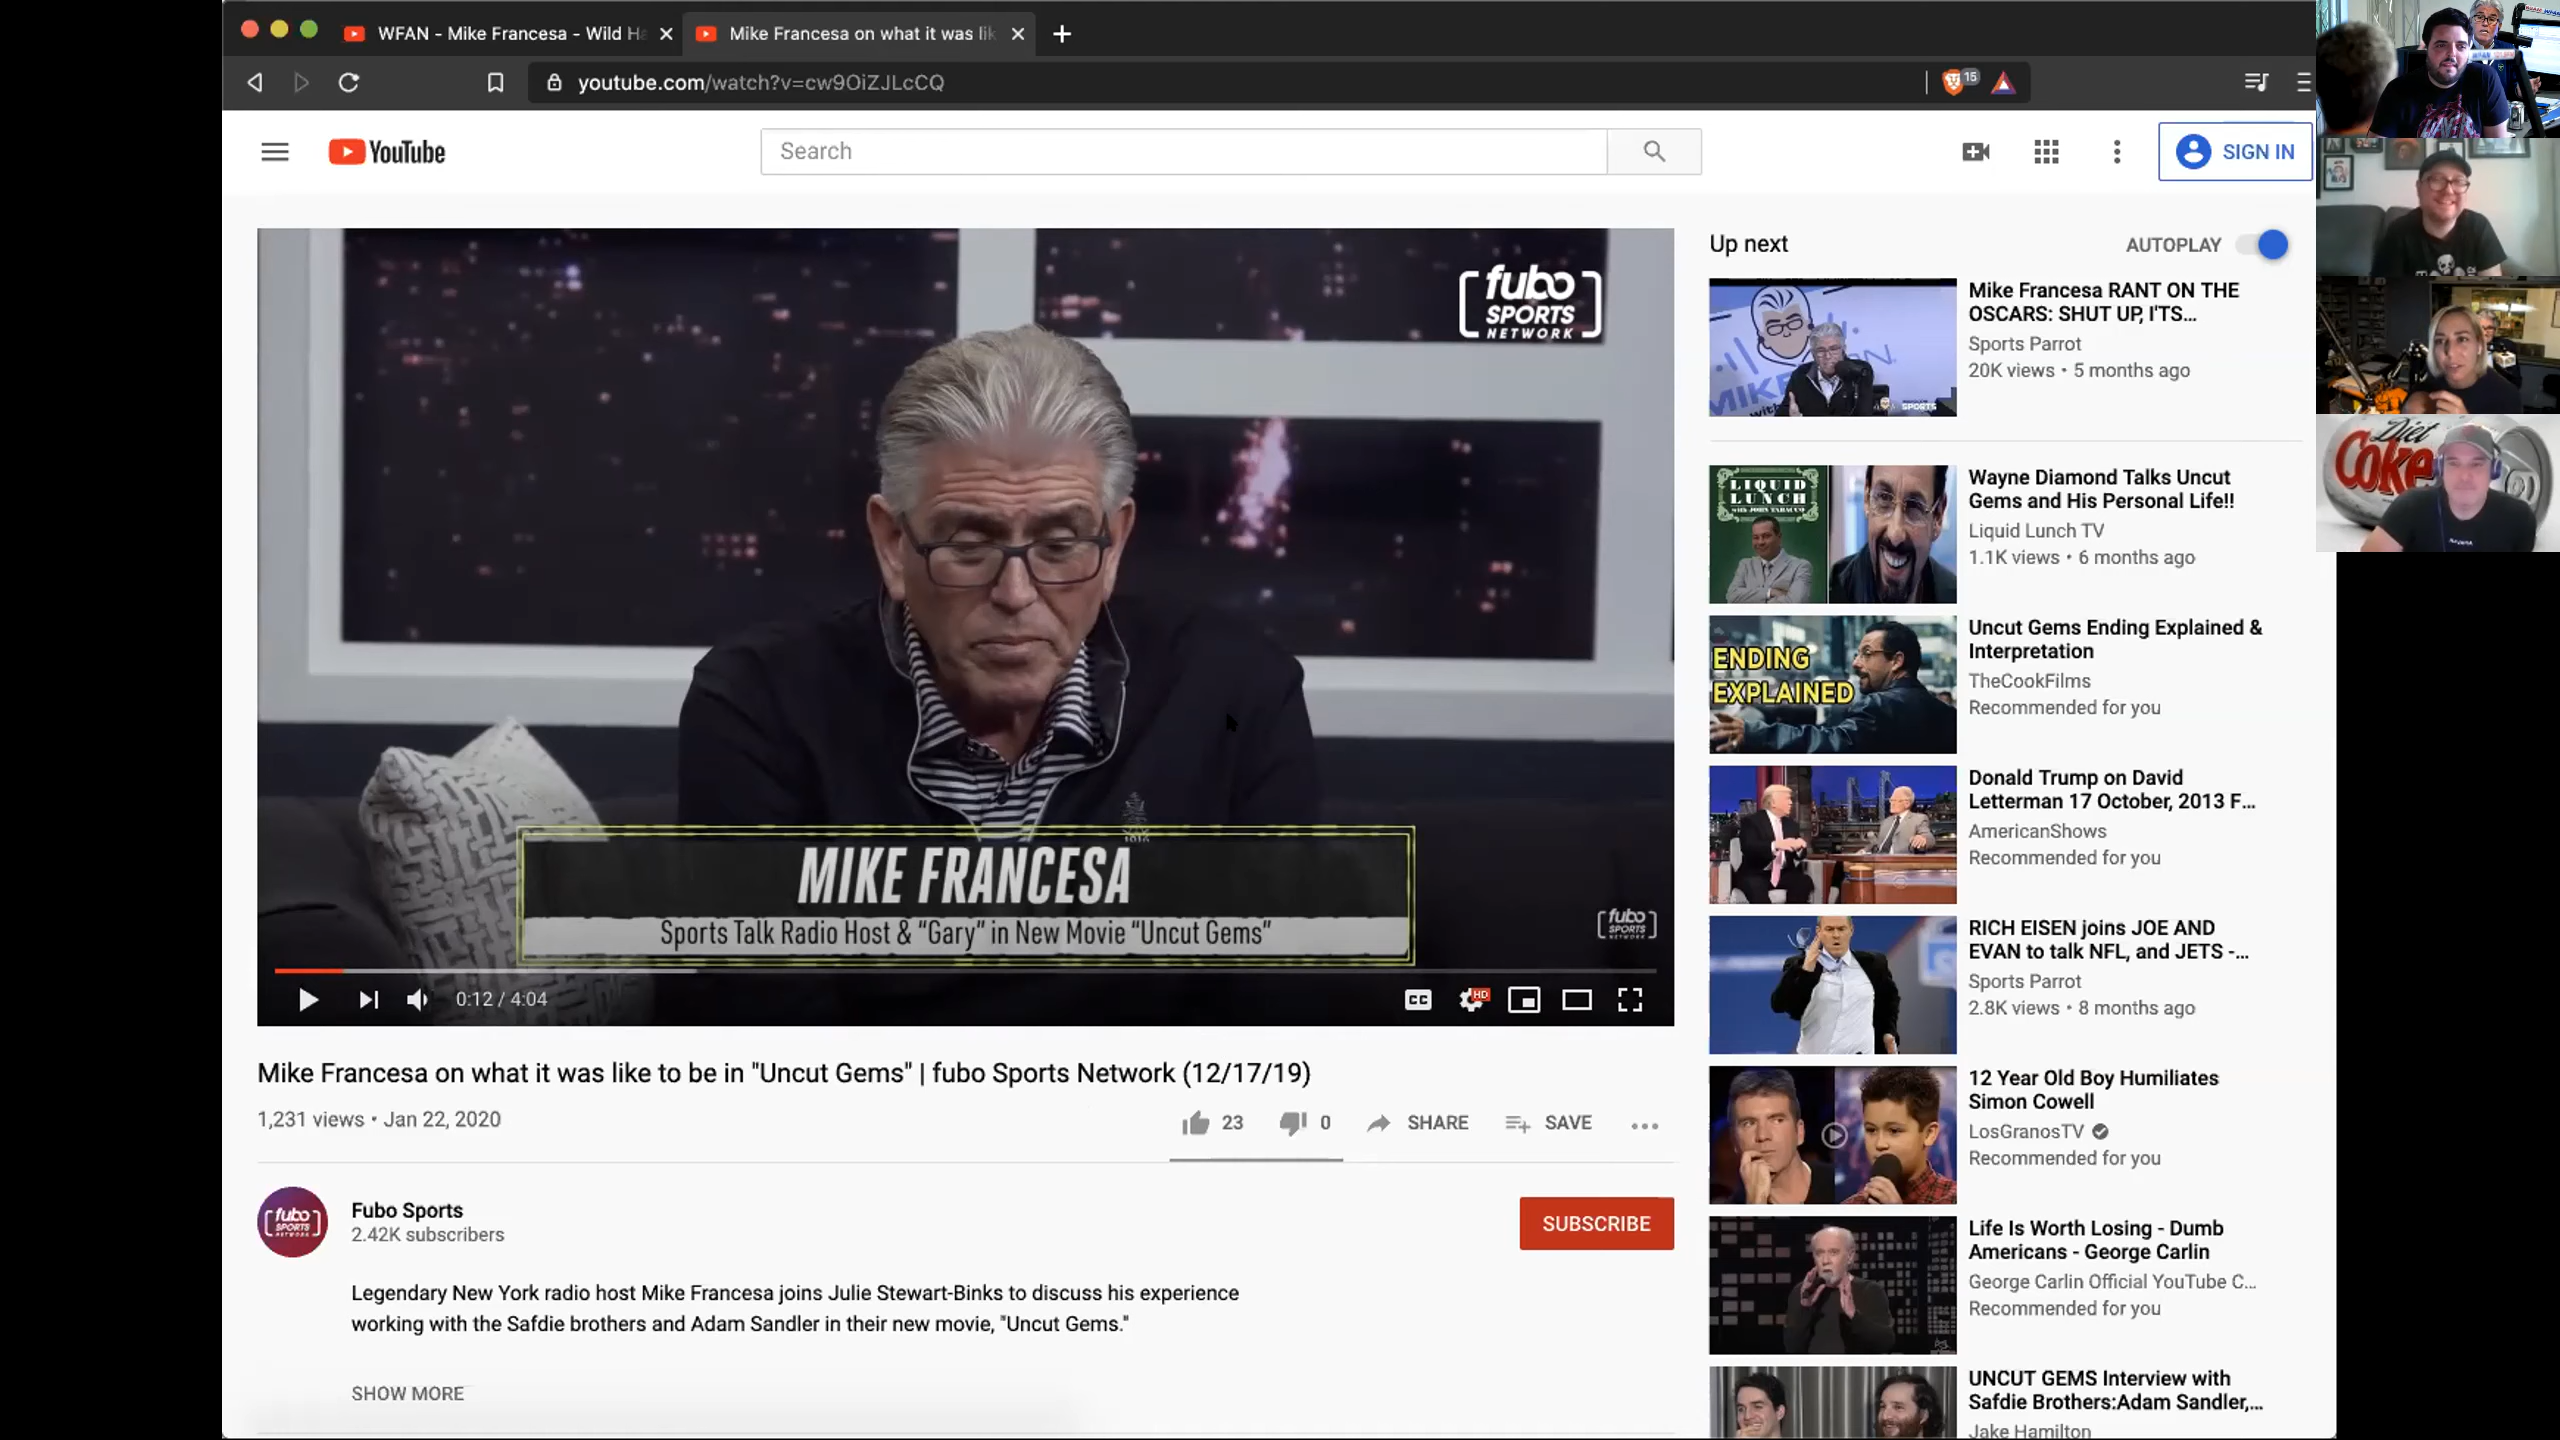 WFAN - Mike Francesa - Wild Ha
Mike Francesa on what it was lik
youtube.com/watch?v=cw9OiZJLcCQ
15
YouTube
Search
SIGN IN
fubo
SPORTS
NETWORK
MIKE FRANCESA
Sports Talk Radio Host & "Gary" in New Movie "Uncut Gems"
fubo
SPORTS
NETWORK
0:12 / 4:04
CC
HD
Mike Francesa on what it was like to be in "Uncut Gems" | fubo Sports Network (12/17/19)
1,231 views • Jan 22, 2020
23
0
SHARE
SAVE
fubo
SPORTS
NETWORK
Fubo Sports
2.42K subscribers
SUBSCRIBE
Legendary New York radio host Mike Francesa joins Julie Stewart-Binks to discuss his experience
working with the Safdie brothers and Adam Sandler in their new movie, "Uncut Gems."
SHOW MORE
Up next
AUTOPLAY
Mike Francesa RANT ON THE
OSCARS: SHUT UP, I'TS...
Sports Parrot
20K views • 5 months ago
LIQUID
LUNCH
Wayne Diamond Talks Uncut
Gems and His Personal Life!!
Liquid Lunch TV
1.1K views • 6 months ago
ENDING
EXPLAINED
Uncut Gems Ending Explained &
Interpretation
TheCookFilms
Recommended for you
Donald Trump on David
Letterman 17 October, 2013 F...
AmericanShows
Recommended for you
RICH EISEN joins JOE AND
EVAN to talk NFL, and JETS -...
Sports Parrot
2.8K views • 8 months ago
12 Year Old Boy Humiliates
Simon Cowell
LosGranosTV
Recommended for you
Life Is Worth Losing - Dumb
Americans - George Carlin
George Carlin Official YouTube C...
Recommended for you
UNCUT GEMS Interview with
Safdie Brothers:Adam Sandler,...
Jake Hamilton
Diet
Coke